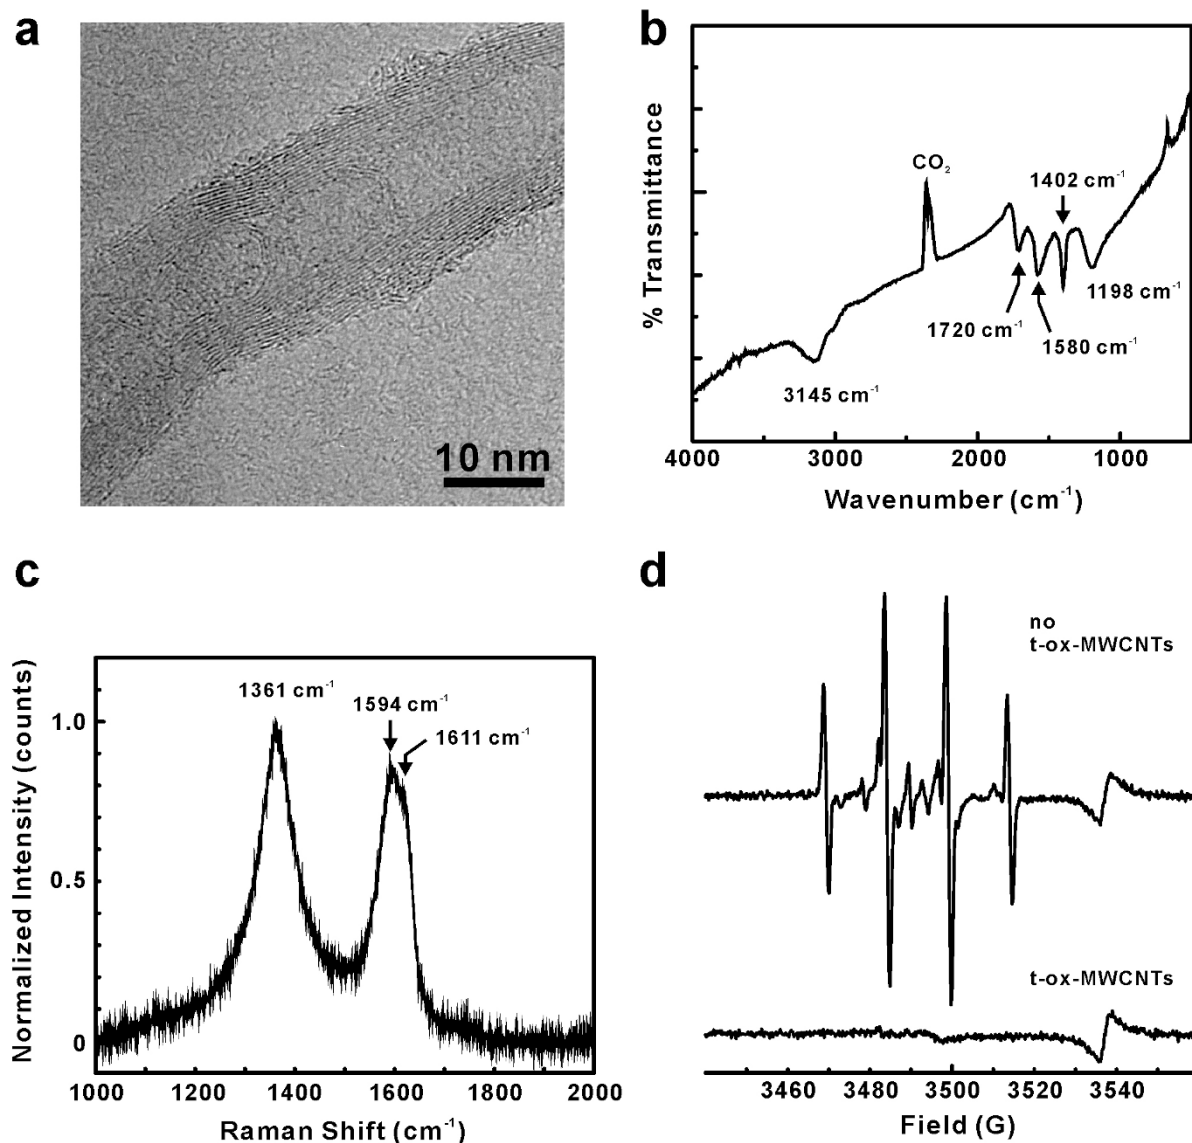 a
10 nm
b
% Transmittance
CO₂
1402 cm⁻¹
1720 cm⁻¹
1580 cm⁻¹
1198 cm⁻¹
3145 cm⁻¹
4000 3000 2000 1000
Wavenumber (cm⁻¹)
c
Normalized Intensity (counts)
1361 cm⁻¹
1594 cm⁻¹
1611 cm⁻¹
1.0
0.5
0
1000 1200 1400 1600 1800 2000
Raman Shift (cm⁻¹)
d
no
t-ox-MWCNTs
t-ox-MWCNTs
3460 3480 3500 3520 3540
Field (G)